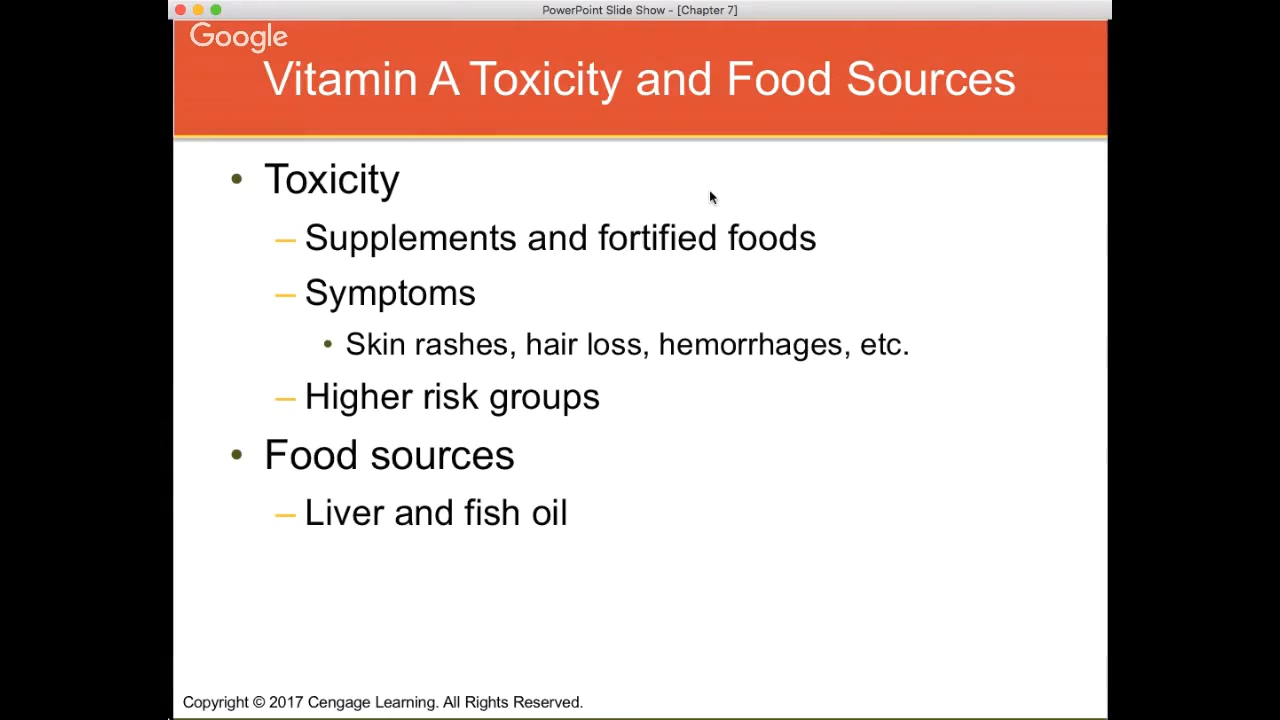 PowerPoint Slide Show - [Chapter 7]
Google
Vitamin A Toxicity and Food Sources
• Toxicity
– Supplements and fortified foods
– Symptoms
• Skin rashes, hair loss, hemorrhages, etc.
– Higher risk groups
• Food sources
– Liver and fish oil
Copyright © 2017 Cengage Learning. All Rights Reserved.